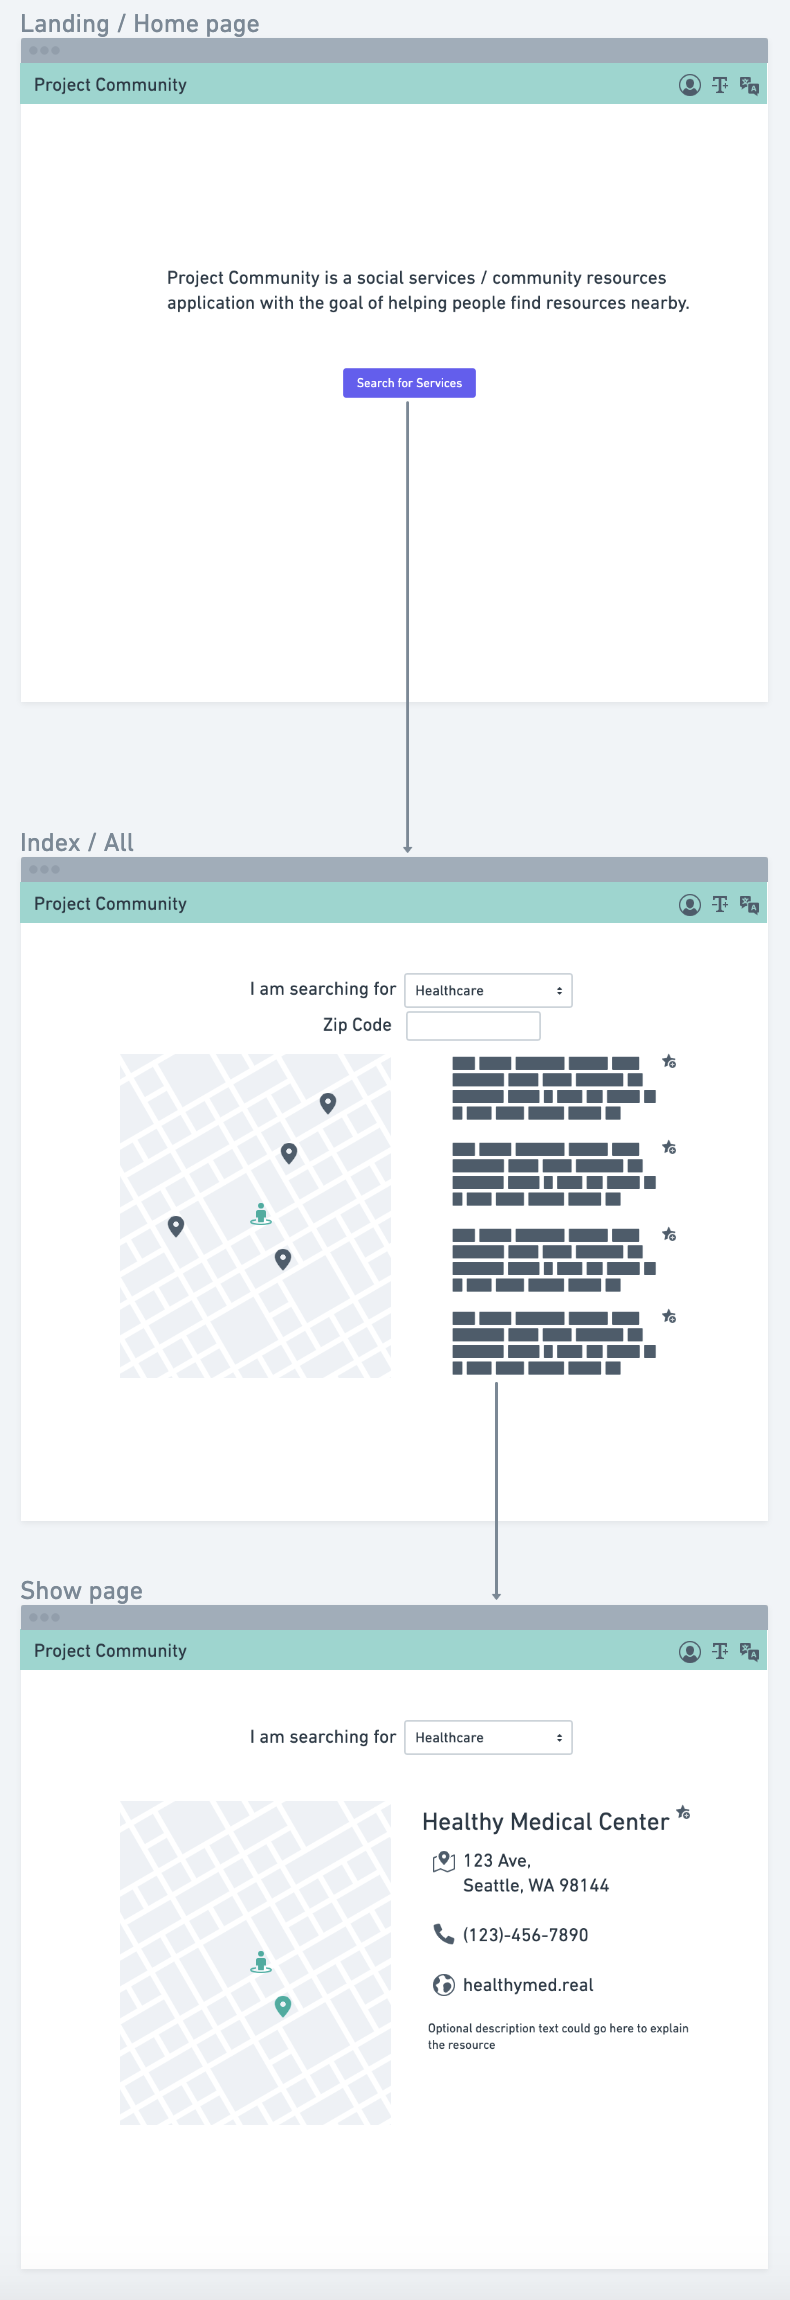 Landing / Home page
Project Community
Project Community is a social services / community resources
application with the goal of helping people find resources nearby.
Search for Services
Index / All
Project Community
I am searching for
Healthcare
Zip Code
Show page
Project Community
I am searching for
Healthcare
Healthy Medical Center
123 Ave,
Seattle, WA 98144
(123)-456-7890
healthymed.real
Optional description text could go here to explain
the resource